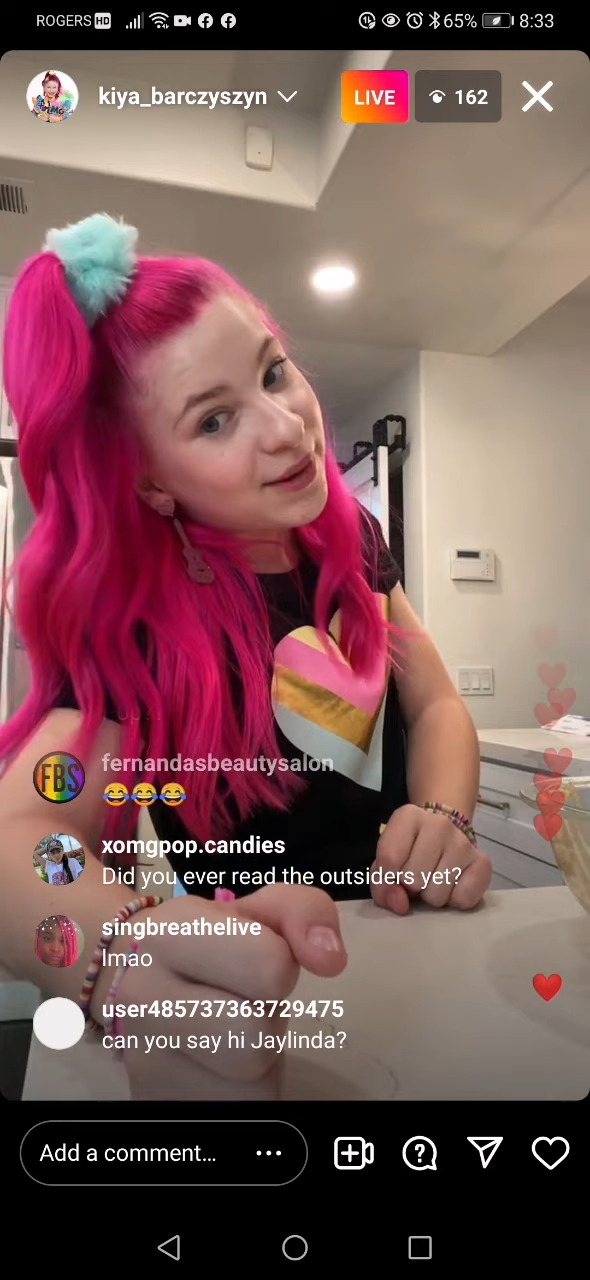 ROGERS HD 65% 8:33
kiya_barczyszyn LIVE 162
fernandasbeautysalon
FBS
😂😂😂
xomgpop.candies
Did you ever read the outsiders yet?
singbreathelive
lmao
user485737363729475
can you say hi Jaylinda?
Add a comment...